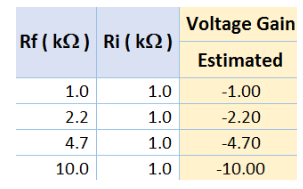 Rf ( kΩ ) Ri ( kΩ ) Voltage Gain
Estimated
1.0 1.0 -1.00
2.2 1.0 -2.20
4.7 1.0 -4.70
10.0 1.0 -10.00